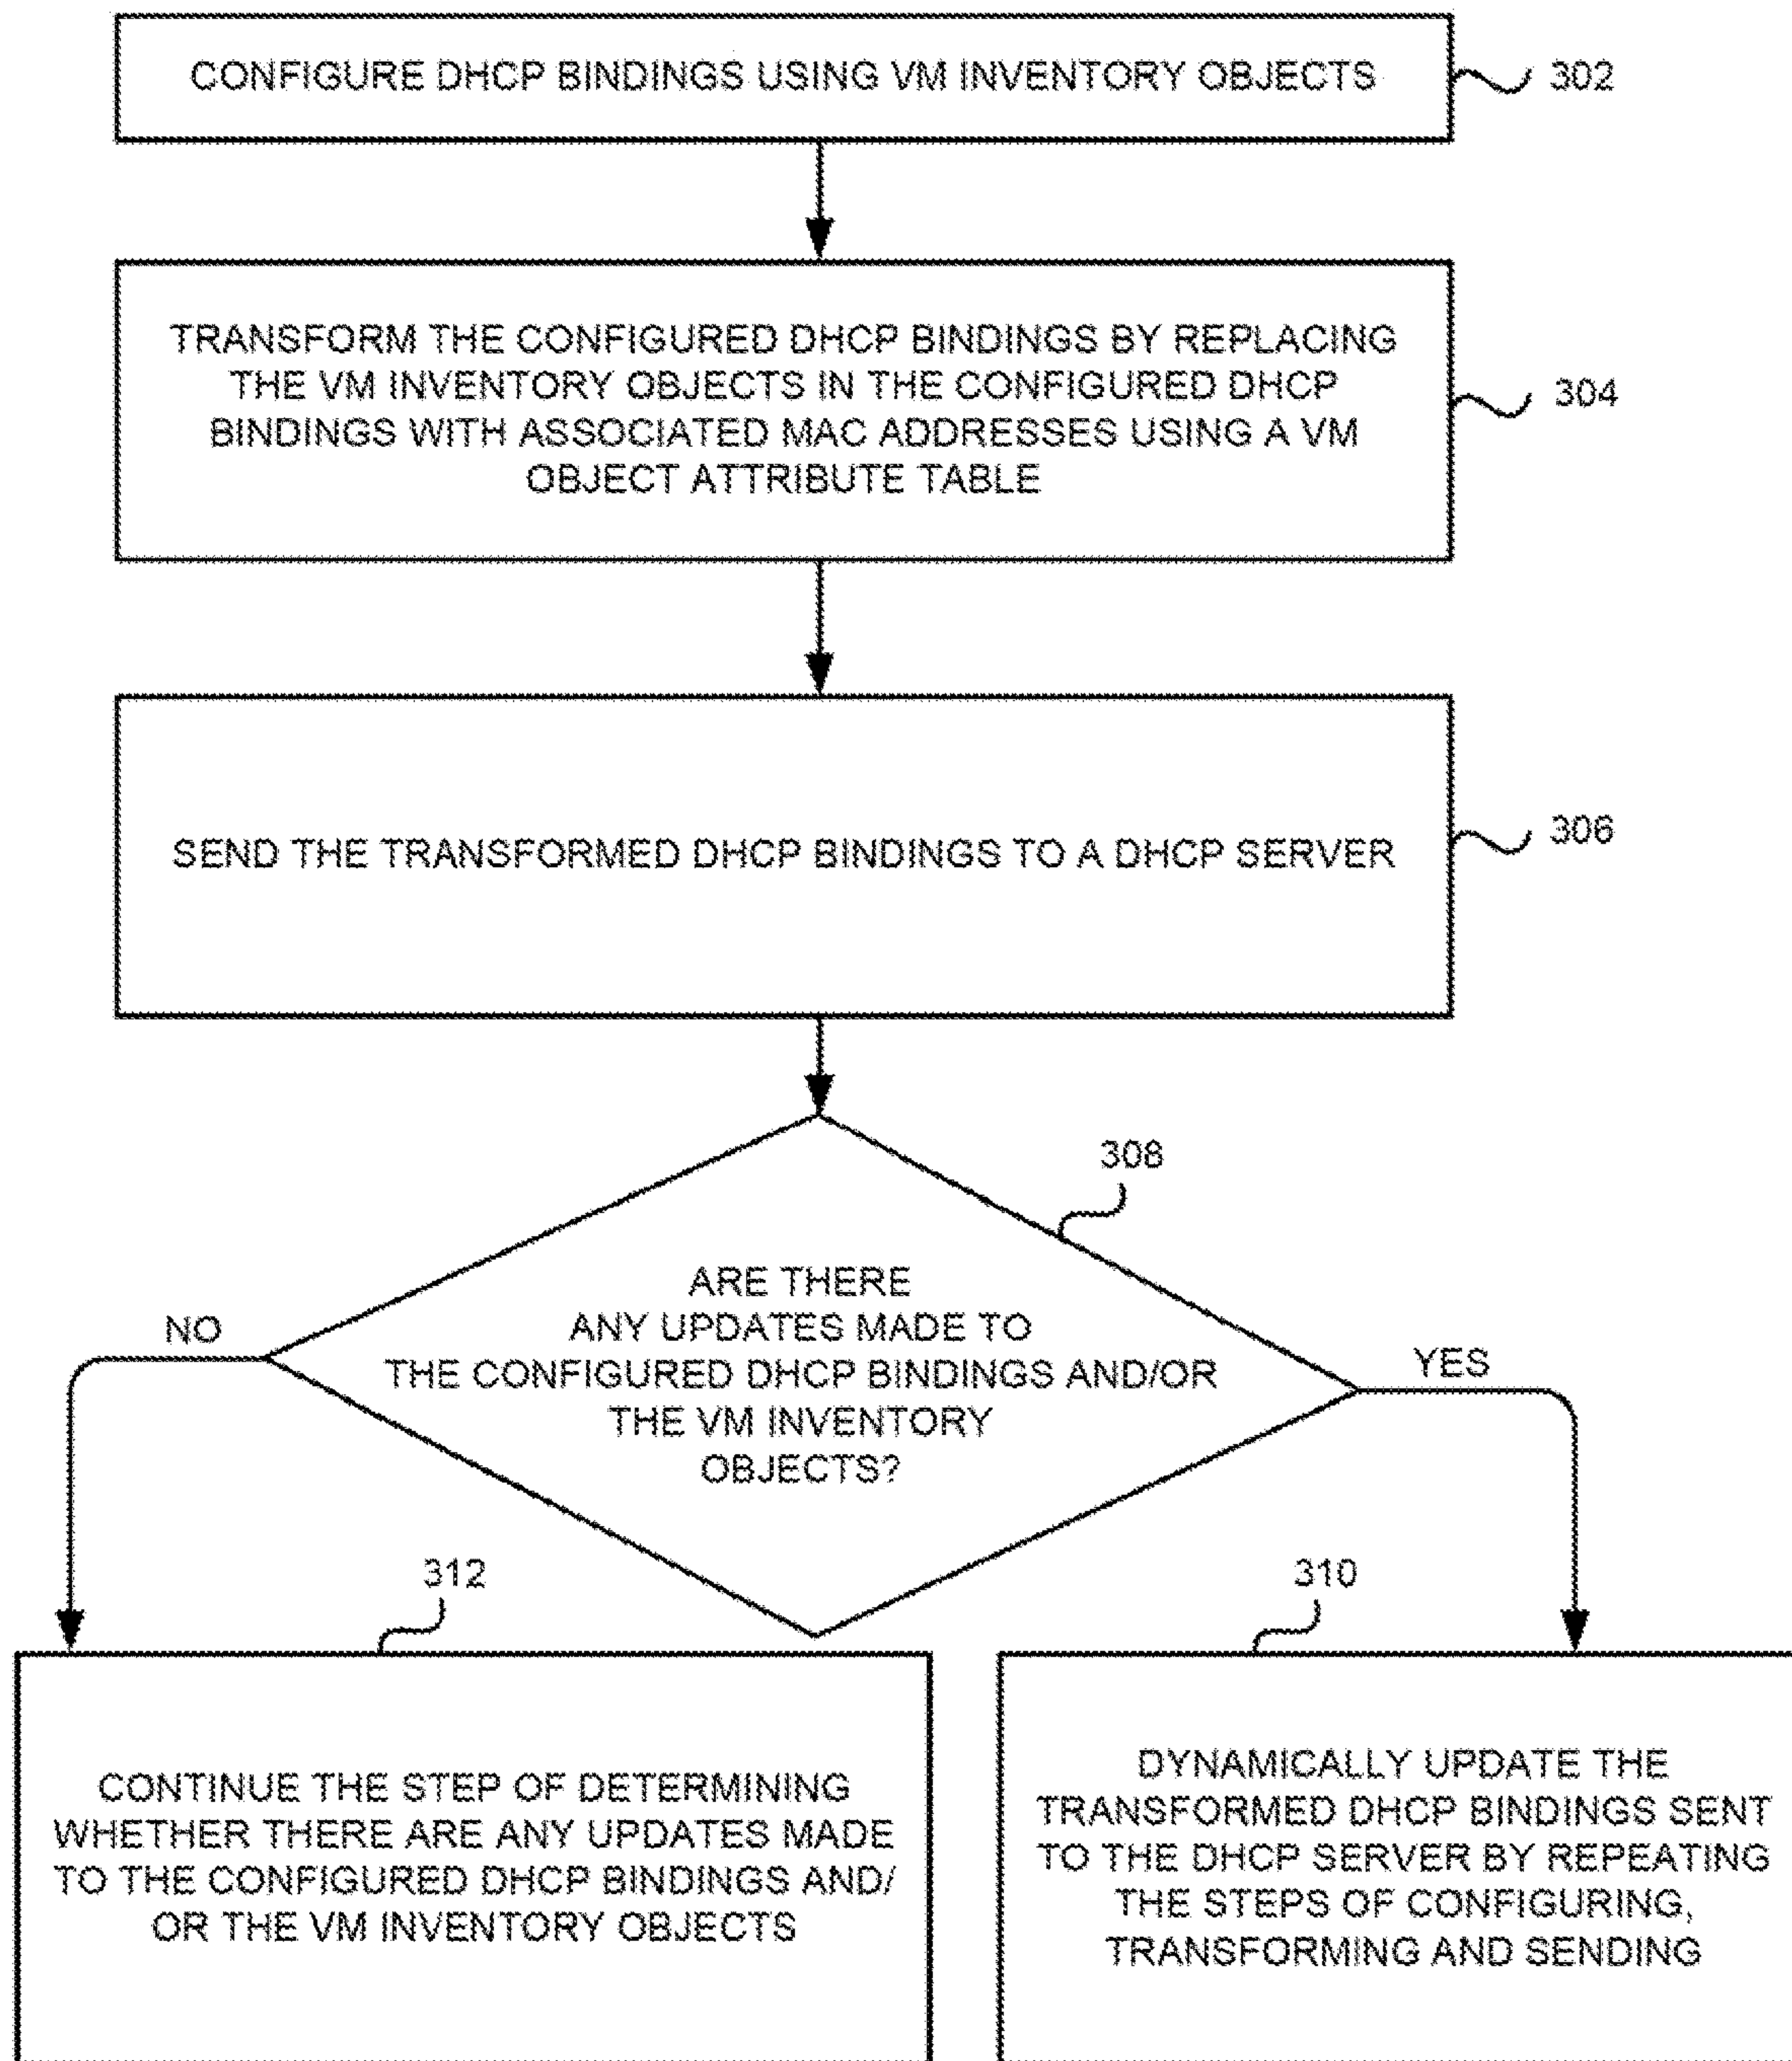 CONFIGURE DHCP BINDINGS USING VM INVENTORY OBJECTS
302
TRANSFORM THE CONFIGURED DHCP BINDINGS BY REPLACING
THE VM INVENTORY OBJECTS IN THE CONFIGURED DHCP
BINDINGS WITH ASSOCIATED MAC ADDRESSES USING A VM
OBJECT ATTRIBUTE TABLE
304
SEND THE TRANSFORMED DHCP BINDINGS TO A DHCP SERVER
306
308
ARE THERE
ANY UPDATES MADE TO
THE CONFIGURED DHCP BINDINGS AND/OR
THE VM INVENTORY
OBJECTS?
NO
YES
312
310
CONTINUE THE STEP OF DETERMINING
WHETHER THERE ARE ANY UPDATES MADE
TO THE CONFIGURED DHCP BINDINGS AND/
OR THE VM INVENTORY OBJECTS
DYNAMICALLY UPDATE THE
TRANSFORMED DHCP BINDINGS SENT
TO THE DHCP SERVER BY REPEATING
THE STEPS OF CONFIGURING,
TRANSFORMING AND SENDING